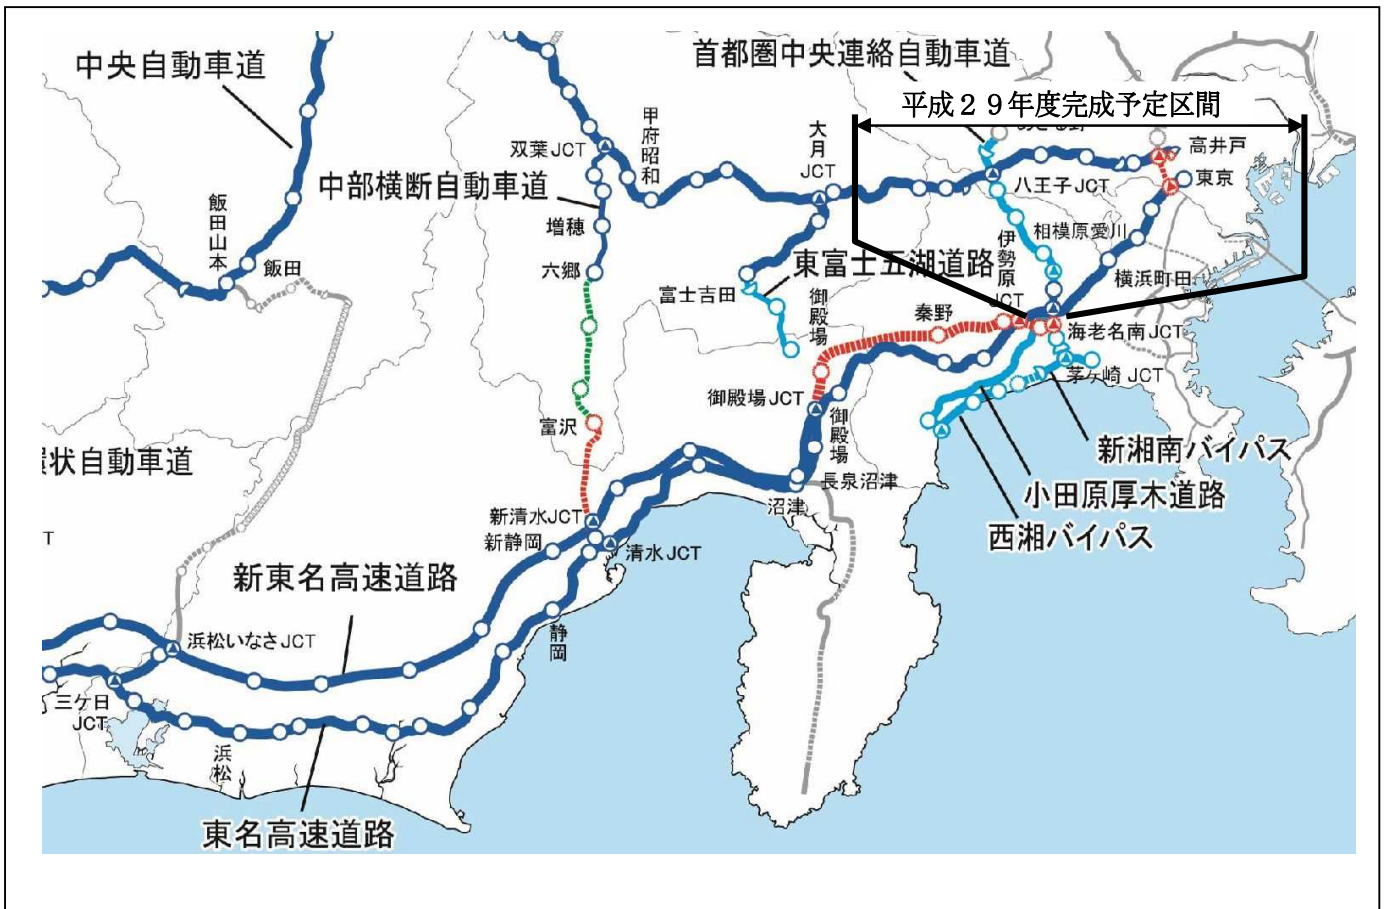 首都圏中央連絡自動車道
中央自動車道
平成２９年度完成予定区間
甲府昭和
大月
JCT
双葉JCT
高井戸
中部横断自動車道
八王子JCT
東京
飯田山本
増穂
相模原愛川
伊勢原
JCT
飯田
六郷
東富士五湖道路
横浜町田
富士吉田
御殿場
秦野
海老名南JCT
茅ヶ崎JCT
御殿場JCT
御殿場
富沢
新湘南バイパス
状自動車道
長泉沼津
小田原厚木道路
沼津
新清水JCT
西湘バイパス
T
新静岡
清水JCT
新東名高速道路
静岡
浜松いなさJCT
三ケ日
JCT
浜松
東名高速道路